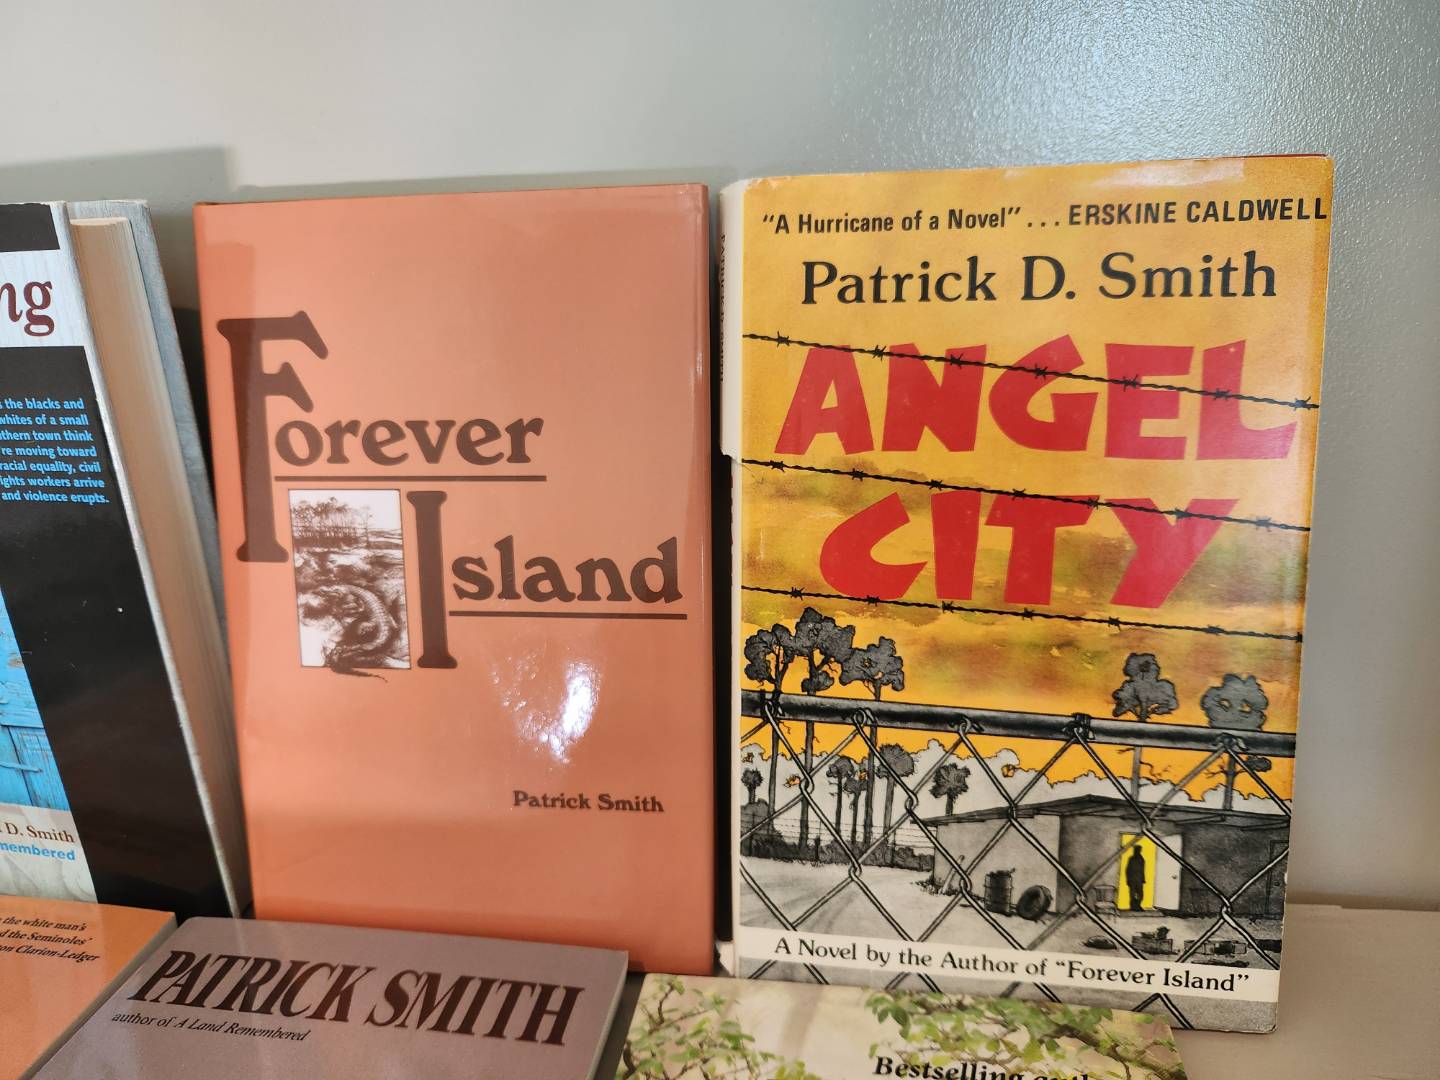 ng
s the blacks and
whites of a small
thern town think
re moving toward
racial equality, civil
ights workers arrive
and violence erupts.
D. Smith
membered
the white man's
d the Seminoles'
on Clarion-Ledger
Forever
Island
Patrick Smith
"A Hurricane of a Novel" . . . ERSKINE CALDWELL
Patrick D. Smith
ANGEL
CITY
A Novel by the Author of "Forever Island"
PATRICK SMITH
author of A Land Remembered
Bestselling